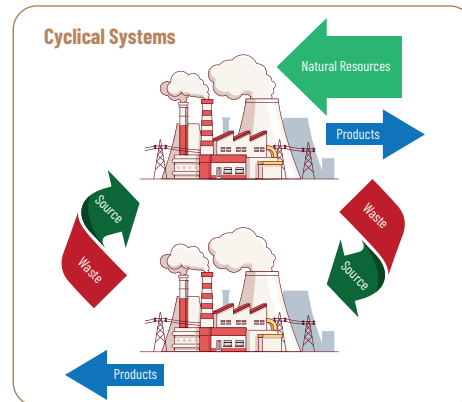 Cyclical Systems
Natural Resources
Products
Source
Waste
Waste
Source
Products